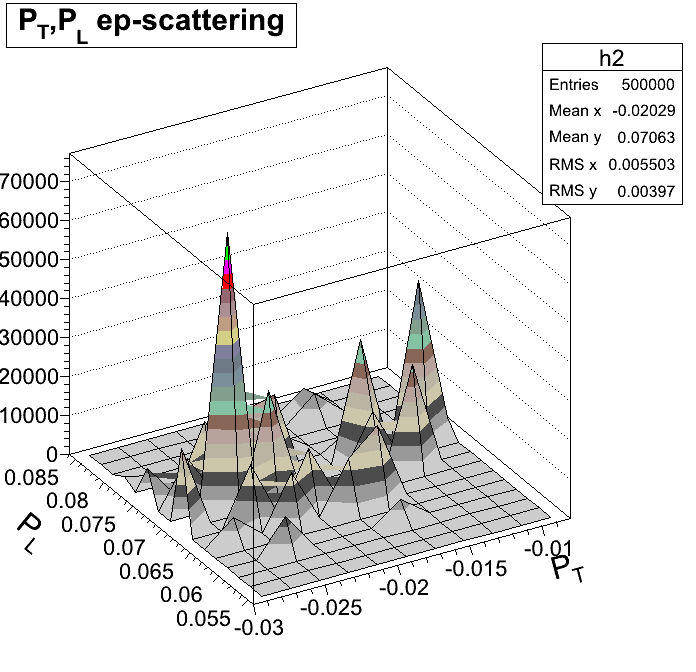 P_T,P_L ep-scattering
h2
Entries 500000
Mean x -0.02029
Mean y 0.07063
RMS x 0.005503
RMS y 0.00397
70000
60000
50000
40000
30000
20000
10000
0
0.085
0.08
0.075
0.07
0.065
0.06
0.055
P_L
-0.03
-0.025
-0.02
-0.015
-0.01
P_T